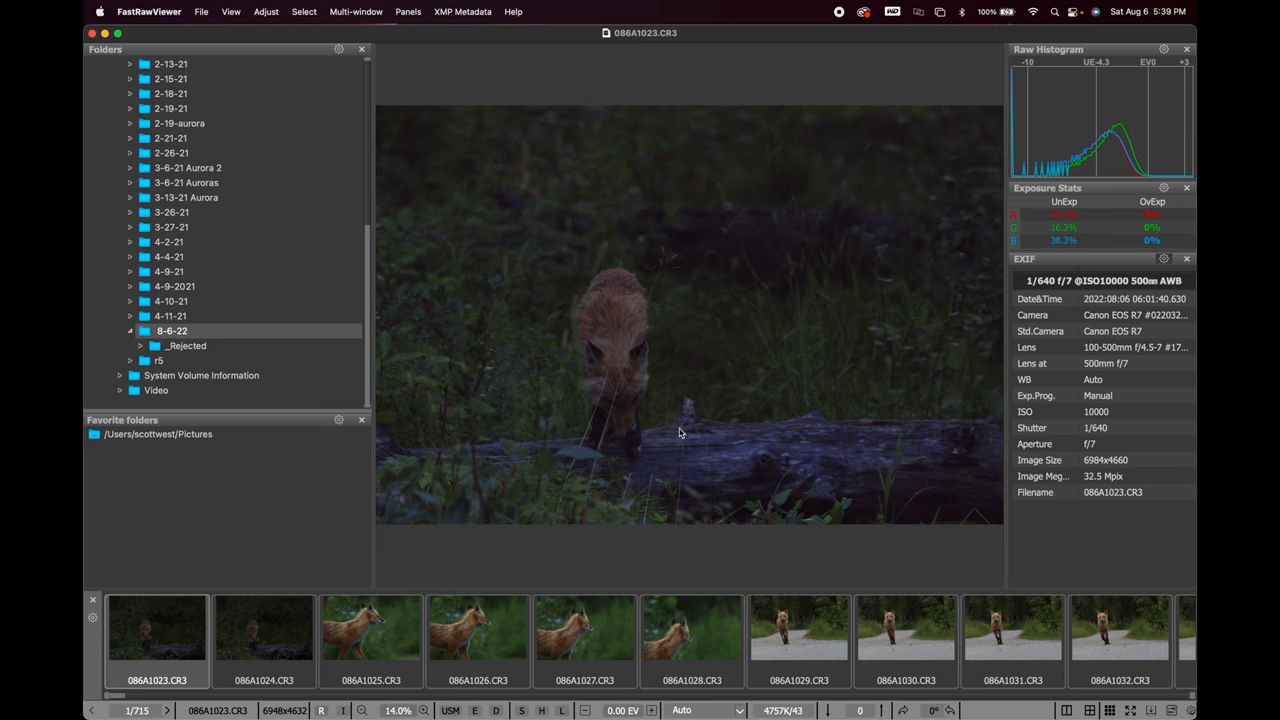 FastRawViewer File View Adjust Select Multi-window Panels XMP Metadata Help WD 100% Sat Aug 6 5:39 PM
086A1023.CR3
Folders
2-13-21
2-15-21
2-18-21
2-19-21
2-19-aurora
2-21-21
2-26-21
3-6-21 Aurora 2
3-6-21 Auroras
3-13-21 Aurora
3-26-21
3-27-21
4-2-21
4-4-21
4-9-21
4-9-2021
4-10-21
4-11-21
8-6-22
_Rejected
r5
System Volume Information
Video
Favorite folders
/Users/scottwest/Pictures
Raw Histogram
-10 UE-4.3 EV0 +3
Exposure Stats
UnExp OvExp
R 0%
G 16.3% 0%
B 38.3% 0%
EXIF
1/640 f/7 @ISO10000 500mm AWB
Date&Time 2022:08:06 06:01:40.630
Camera Canon EOS R7 #022032...
Std.Camera Canon EOS R7
Lens 100-500mm f/4.5-7 #17...
Lens at 500mm f/7
WB Auto
Exp.Prog. Manual
ISO 10000
Shutter 1/640
Aperture f/7
Image Size 6984x4660
Image Meg... 32.5 Mpix
Filename 086A1023.CR3
086A1023.CR3 086A1024.CR3 086A1025.CR3 086A1026.CR3 086A1027.CR3 086A1028.CR3 086A1029.CR3 086A1030.CR3 086A1031.CR3 086A1032.CR3
1/715 086A1023.CR3 6948x4632 R I 14.0% USM E D S H L 0.00 EV Auto 4757K/43 0 0°